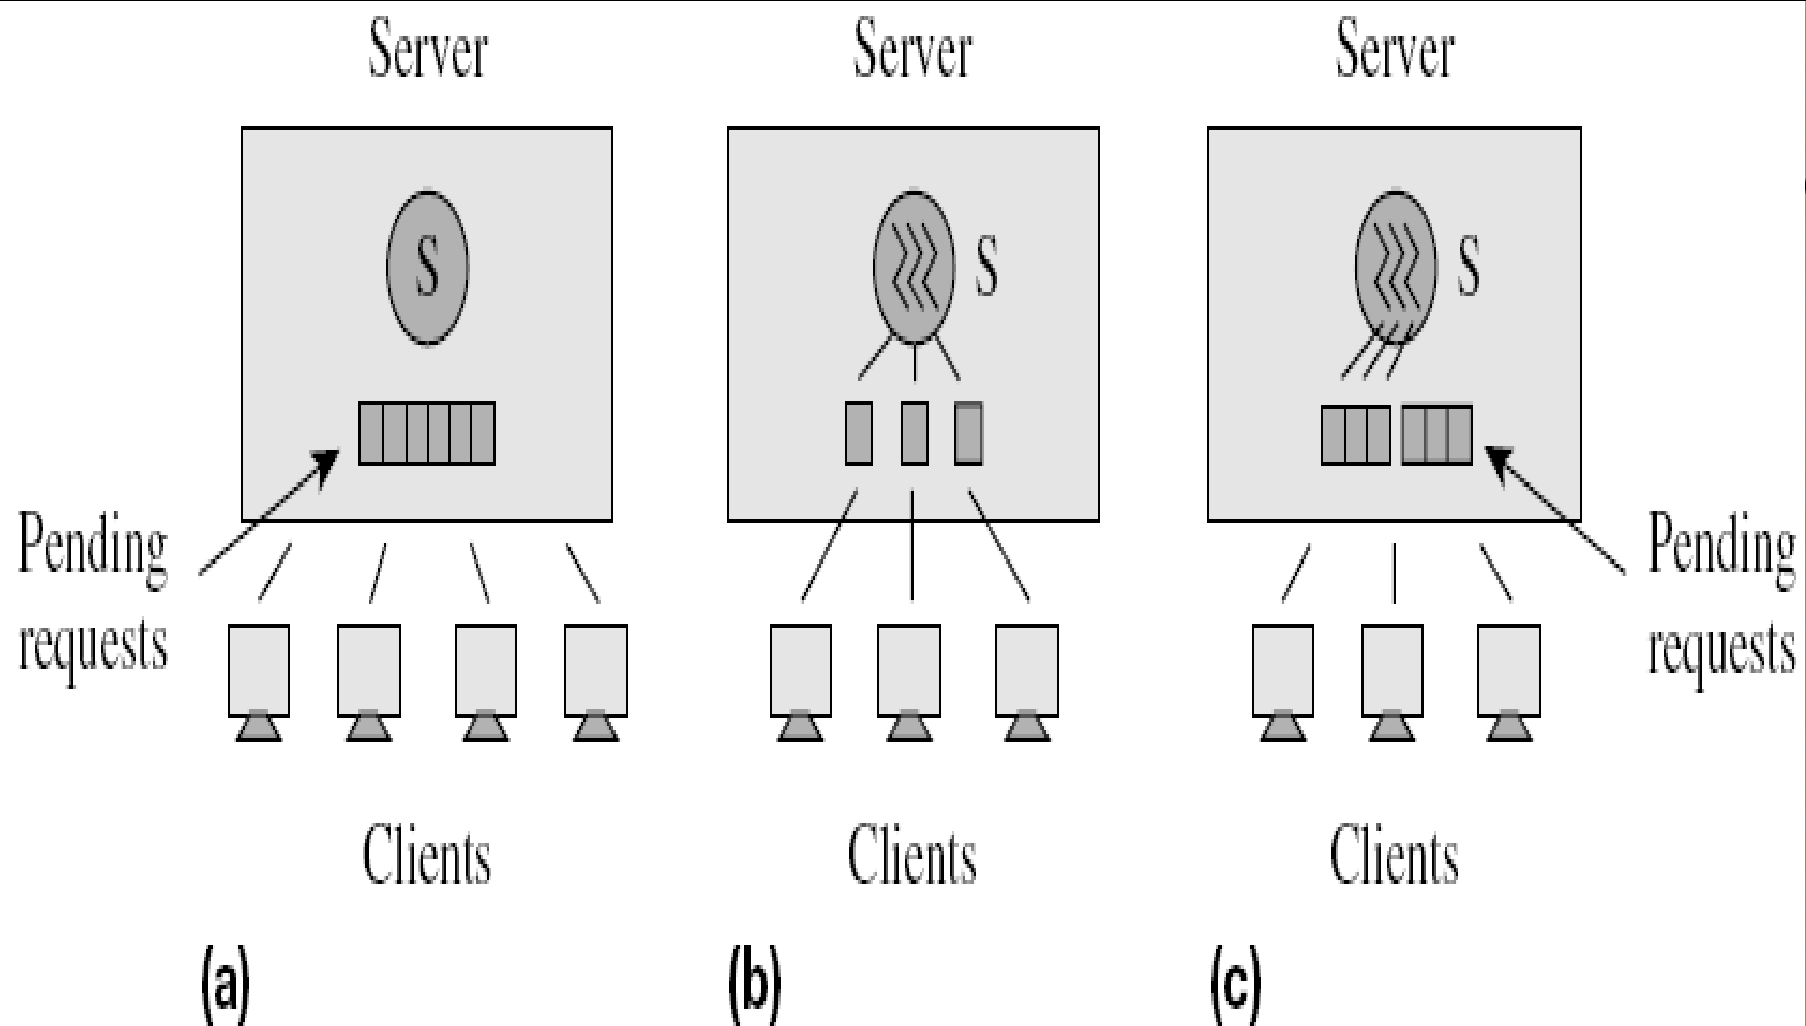 Server
Server
Server
S
S
S
Pending
requests
Pending
requests
Clients
Clients
Clients
(a)
(b)
(c)